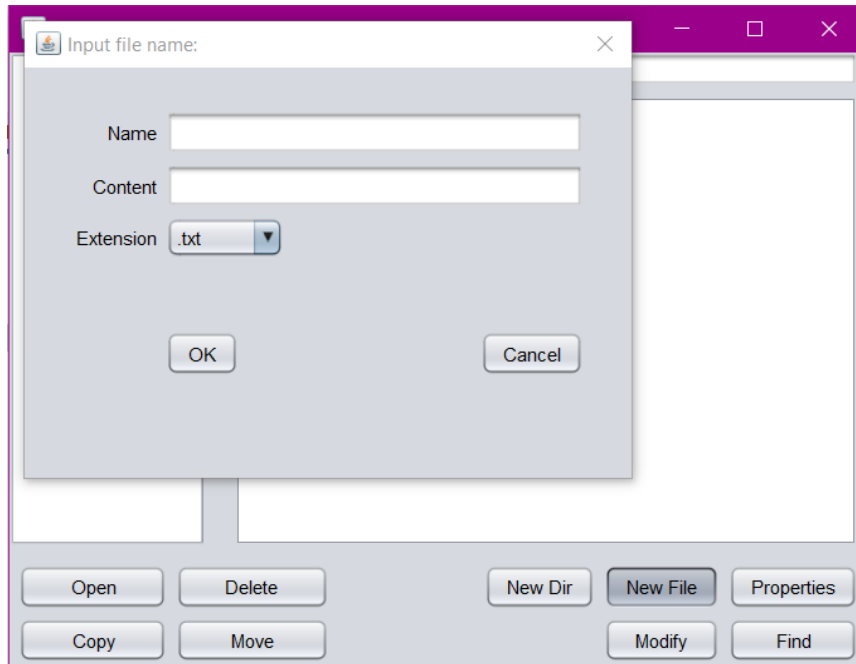 Input file name:
Name
Content
Extension .txt
OK Cancel
Open Delete New Dir New File Properties
Copy Move Modify Find